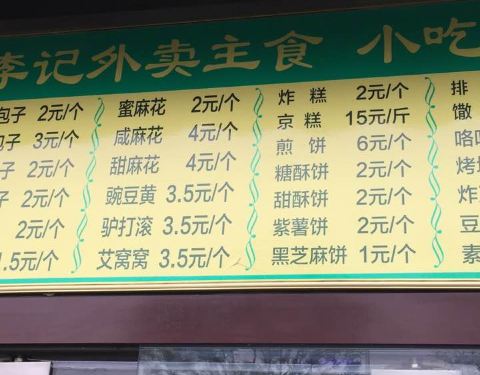 李记外卖主食 小吃
包子 2元/个 蜜麻花 2元/个 炸糕 2元/个 排
包子 3元/个 咸麻花 4元/个 京糕 15元/斤 馓
子 2元/个 甜麻花 4元/个 煎饼 6元/个 咯
子 2元/个 豌豆黄 3.5元/个 糖酥饼 2元/个 烤
2元/个 驴打滚 3.5元/个 甜酥饼 2元/个 炸
1.5元/个 艾窝窝 3.5元/个 紫薯饼 2元/个 豆
黑芝麻饼 1元/个 素